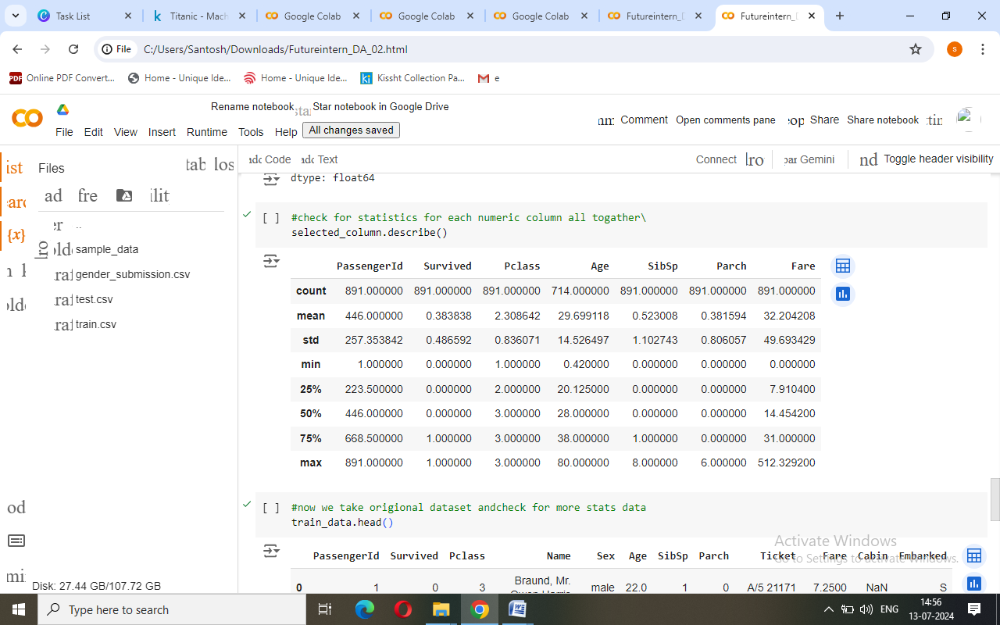 Task List
Titanic - Mach
Google Colab
Google Colab
Google Colab
Futureintern_D
Futureintern_D
File C:/Users/Santosh/Downloads/Futureintern_DA_02.html
s
PDF Online PDF Convert...
Home - Unique Ide...
Home - Unique Ide...
ki Kissht Collection Pa...
e
Rename notebook
sta
Star notebook in Google Drive
File Edit View Insert Runtime Tools Help All changes saved
Comment Open comments pane
Share Share notebook
Files
ad fre
..
sample_data
gender_submission.csv
test.csv
train.csv
{x}
Disk: 27.44 GB/107.72 GB
Code Text
Connect Gemini Toggle header visibility
dtype: float64
[ ] #check for statistics for each numeric column all togather\
selected_column.describe()
PassengerId Survived Pclass Age SibSp Parch Fare
count 891.000000 891.000000 891.000000 714.000000 891.000000 891.000000 891.000000
mean 446.000000 0.383838 2.308642 29.699118 0.523008 0.381594 32.204208
std 257.353842 0.486592 0.836071 14.526497 1.102743 0.806057 49.693429
min 1.000000 0.000000 1.000000 0.420000 0.000000 0.000000 0.000000
25% 223.500000 0.000000 2.000000 20.125000 0.000000 0.000000 7.910400
50% 446.000000 0.000000 3.000000 28.000000 0.000000 0.000000 14.454200
75% 668.500000 1.000000 3.000000 38.000000 1.000000 0.000000 31.000000
max 891.000000 1.000000 3.000000 80.000000 8.000000 6.000000 512.329200
[ ] #now we take origional dataset andcheck for more stats data
train_data.head()
Activate Windows
Go to Settings to activate Windows.
PassengerId Survived Pclass Name Sex Age SibSp Parch Ticket Fare Cabin Embarked
0 1 0 3 Braund, Mr. male 22.0 1 0 A/5 21171 7.2500 NaN S
Type here to search
ENG
14:56
13-07-2024